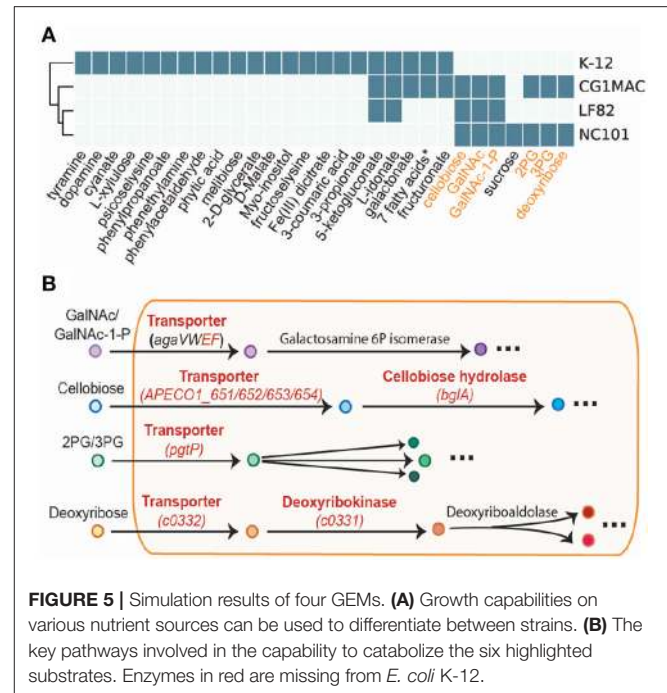 A
K-12
CG1MAC
LF82
NC101
tyramine
dopamine
cyanate
L-xylulose
psicoselysine
phenylpropanoate
phenethylamine
phenylacetaldehyde
phylic acid
melibiose
2-D-glycerate
D-Malate
Myo-inositol
fructoselysine
Fe(III) dicitrate
3-coumaric acid
3-cropionate
5-ketogluconate
L-idonate
galactonate
7 fatty acids*
fructuronate
cellobiose
GalNAc
GalNAc-1-P
sucrose
2PG
3PG
deoxyribose
B
GalNAc/
GalNAc-1-P
Transporter
(agaVWEF)
Galactosamine 6P isomerase
...
Cellobiose
Transporter
(APECO1_651/652/653/654)
Cellobiose hydrolase
(bglA)
...
2PG/3PG
Transporter
(pgtP)
...
Deoxyribose
Transporter
(c0332)
Deoxyribokinase
(c0331)
Deoxyriboaldolase
...
FIGURE 5 | Simulation results of four GEMs. (A) Growth capabilities on
various nutrient sources can be used to differentiate between strains. (B) The
key pathways involved in the capability to catabolize the six highlighted
substrates. Enzymes in red are missing from E. coli K-12.